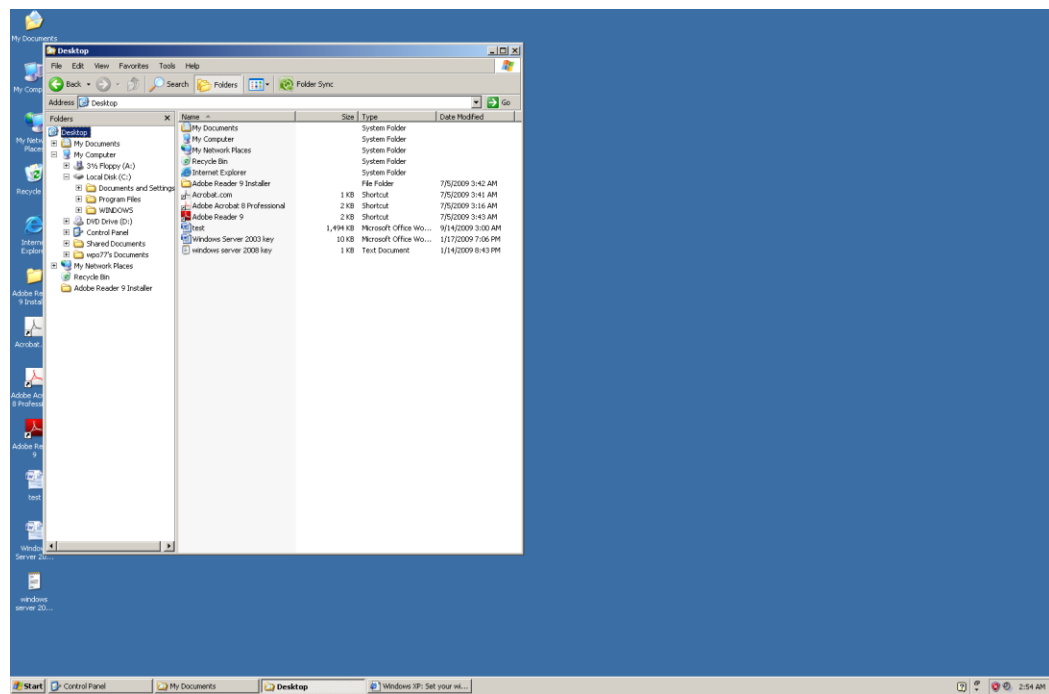 My Documents
Desktop
File Edit View Favorites Tools Help
My Comp
Back Search Folders Folder Sync
Address Desktop Go
Folders X Name Size Type Date Modified
Desktop
My Documents
My Computer
3½ Floppy (A:)
Local Disk (C:)
Documents and Settings
Program Files
WINDOWS
DVD Drive (D:)
Control Panel
Shared Documents
wpo77's Documents
My Network Places
Recycle Bin
Adobe Reader 9 Installer
My Documents System Folder
My Computer System Folder
My Network Places System Folder
Recycle Bin System Folder
Internet Explorer System Folder
Adobe Reader 9 Installer File Folder 7/5/2009 3:42 AM
Acrobat.com 1 KB Shortcut 7/5/2009 3:41 AM
Adobe Acrobat 8 Professional 2 KB Shortcut 7/5/2009 3:16 AM
Adobe Reader 9 2 KB Shortcut 7/5/2009 3:43 AM
test 1,494 KB Microsoft Office Wo... 9/14/2009 3:00 AM
Windows Server 2003 key 10 KB Microsoft Office Wo... 1/17/2009 7:06 PM
windows server 2008 key 1 KB Text Document 1/14/2009 8:43 PM
My Netw
Place
Recycle
Intern
Explor
Adobe Re
9 Instal
Acrobat.
Adobe Acr
8 Professi
Adobe Re
9
test
Window
Server 20...
windows
server 20...
Start Control Panel My Documents Desktop Windows XP: Set your wi... 2:54 AM